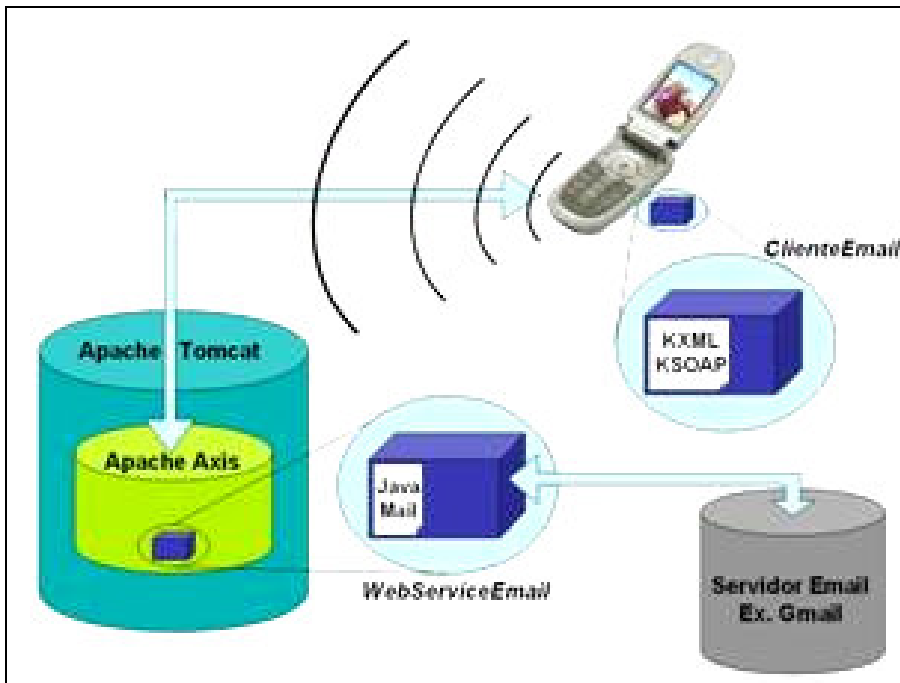 ClienteEmail
KXML
KSOAP
Apache Tomcat
Apache Axis
Java
Mail
WebServiceEmail
Servidor Email
Ex. Gmail